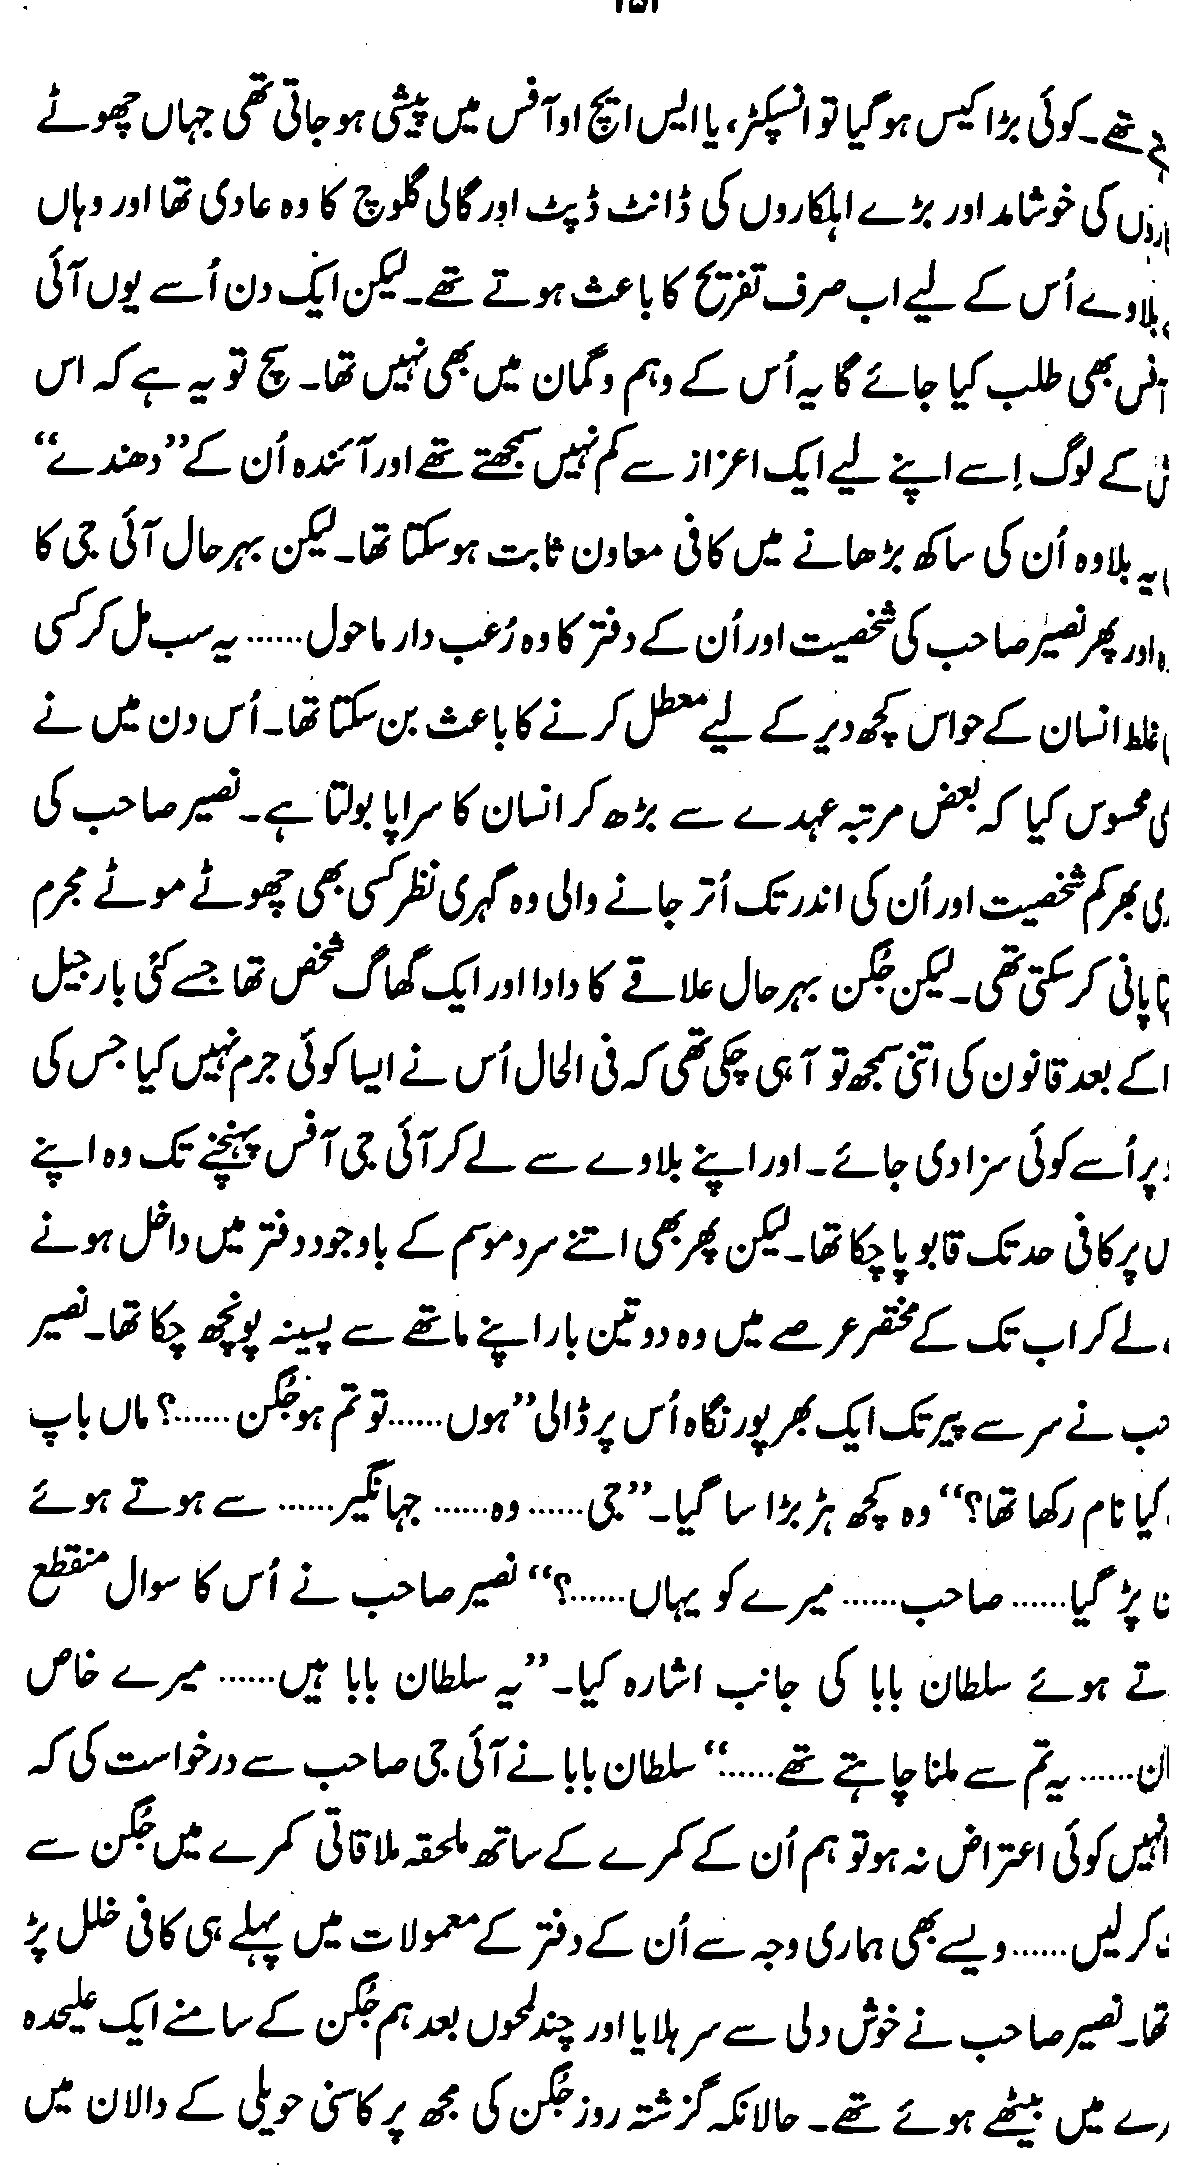 ۲۵۲
تھے۔ کوئی بڑا کیس ہو گیا تو انسپکٹر، یا ایس ایچ او آفس میں پیشی ہو جاتی تھی جہاں چھوٹے
کی خوشامد اور بڑے اہلکاروں کی ڈانٹ ڈپٹ اور گالی گلوچ کا وہ عادی تھا اور وہاں
بلاوے اُس کے لیے اب صرف تفریح کا باعث ہوتے تھے۔ لیکن ایک دن اُسے یوں آئی
آفس بھی طلب کیا جائے گا یہ اُس کے وہم و گمان میں بھی نہیں تھا۔ سچ تو یہ ہے کہ اس
کے لوگ اِسے اپنے لیے ایک اعزاز سے کم نہیں سمجھتے تھے اور آئندہ اُن کے ”دھندے“
یہ بلاوہ اُن کی ساکھ بڑھانے میں کافی معاون ثابت ہو سکتا تھا۔ لیکن بہرحال آئی جی کا
اور پھر نصیر صاحب کی شخصیت اور اُن کے دفتر کا وہ رُعب دار ماحول...... یہ سب مل کر کسی
غلط انسان کے حواس کچھ دیر کے لیے معطل کرنے کا باعث بن سکتا تھا۔ اُس دن میں نے
محسوس کیا کہ بعض مرتبہ عہدے سے بڑھ کر انسان کا سراپا بولتا ہے۔ نصیر صاحب کی
بھرکم شخصیت اور اُن کی اندر تک اُتر جانے والی وہ گہری نظر کسی بھی چھوٹے موٹے مجرم
پانی کر سکتی تھی۔ لیکن جُگن بہرحال علاقے کا دادا اور ایک گھاگ شخص تھا جسے کئی بار جیل
کے بعد قانون کی اتنی سمجھ تو آ ہی چکی تھی کہ فی الحال اُس نے ایسا کوئی جرم نہیں کیا جس کی
پر اُسے کوئی سزا دی جائے۔ اور اپنے بلاوے سے لے کر آئی جی آفس پہنچنے تک وہ اپنے
پر کافی حد تک قابو پا چکا تھا۔ لیکن پھر بھی اتنے سرد موسم کے باوجود دفتر میں داخل ہونے
لے کر اب تک کے مختصر عرصے میں وہ دو تین بار اپنے ماتھے سے پسینہ پونچھ چکا تھا۔ نصیر
نے سر سے پیر تک ایک بھرپور نگاہ اُس پر ڈالی ”ہوں...... تو تم ہو جُگن......؟ ماں باپ
کیا نام رکھا تھا؟“ وہ کچھ ہڑبڑا سا گیا۔ ”جی...... وہ...... جہانگیر...... سے ہوتے ہوئے
پڑ گیا...... صاحب...... میرے کو یہاں......؟“ نصیر صاحب نے اُس کا سوال منقطع
ہوئے سلطان بابا کی جانب اشارہ کیا۔ ”یہ سلطان بابا ہیں...... میرے خاص
...... یہ تم سے ملنا چاہتے تھے......“ سلطان بابا نے آئی جی صاحب سے درخواست کی کہ
انہیں کوئی اعتراض نہ ہو تو ہم اُن کے کمرے کے ساتھ ملحقہ ملاقاتی کمرے میں جُگن سے
کر لیں...... ویسے بھی ہماری وجہ سے اُن کے دفتر کے معمولات میں پہلے ہی کافی خلل پڑ
تھا۔ نصیر صاحب نے خوش دلی سے سر ہلایا اور چند لمحوں بعد ہم جُگن کے سامنے ایک علیحدہ
میں بیٹھے ہوئے تھے۔ حالانکہ گزشتہ روز جُگن کی مجھ پر کاسنی حویلی کے دالان میں